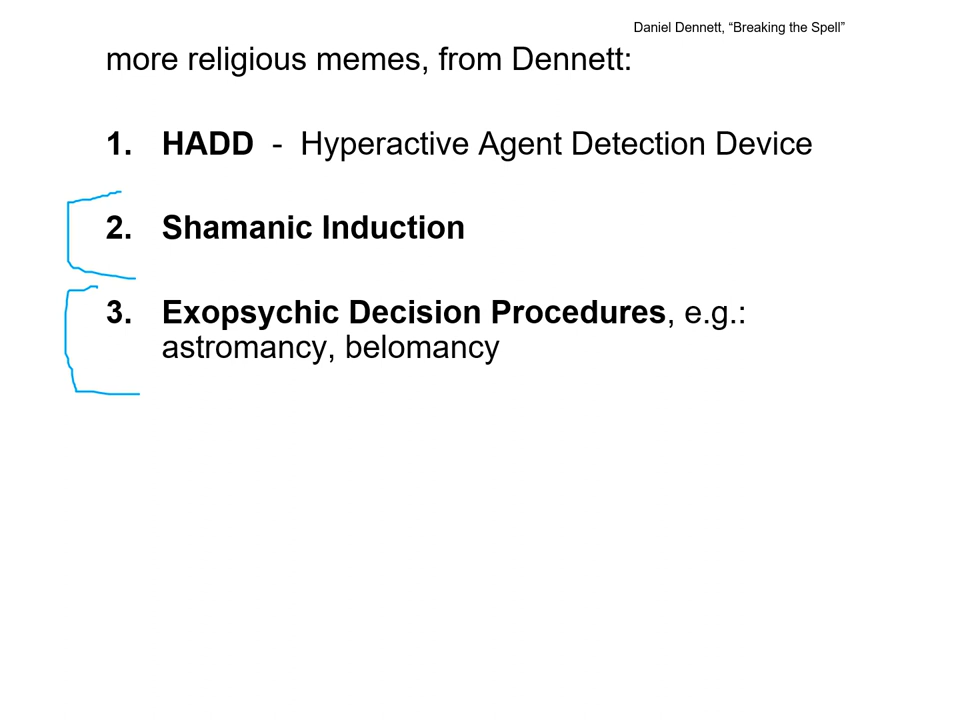 Daniel Dennett, “Breaking the Spell”
more religious memes, from Dennett:
1. HADD - Hyperactive Agent Detection Device
2. Shamanic Induction
3. Exopsychic Decision Procedures, e.g.:
astromancy, belomancy